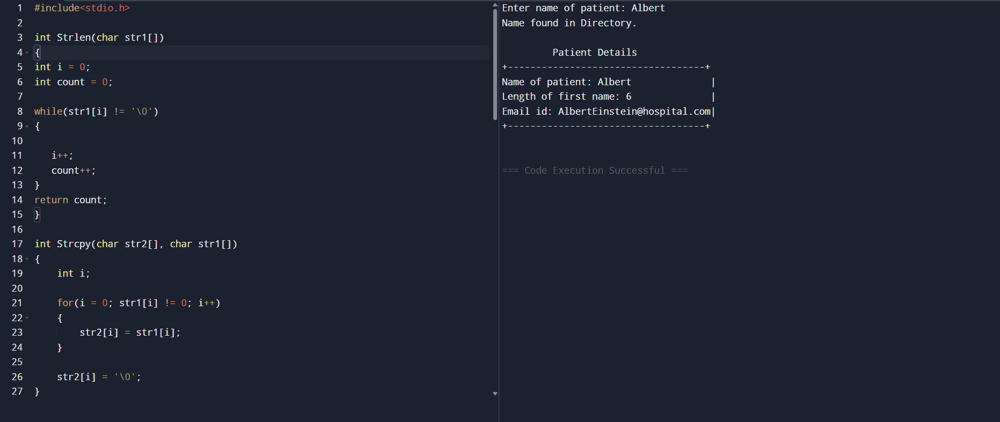 1 #include<stdio.h>
2
3 int Strlen(char str1[])
4 {
5 int i = 0;
6 int count = 0;
7
8 while(str1[i] != '\0')
9 {
10
11    i++;
12    count++;
13 }
14 return count;
15 }
16
17 int Strcpy(char str2[], char str1[])
18 {
19     int i;
20
21     for(i = 0; str1[i] != 0; i++)
22     {
23         str2[i] = str1[i];
24     }
25
26     str2[i] = '\0';
27 }
Enter name of patient: Albert
Name found in Directory.
         Patient Details
+-----------------------------------+
Name of patient: Albert              |
Length of first name: 6              |
Email id: AlbertEinstein@hospital.com|
+-----------------------------------+
=== Code Execution Successful ===